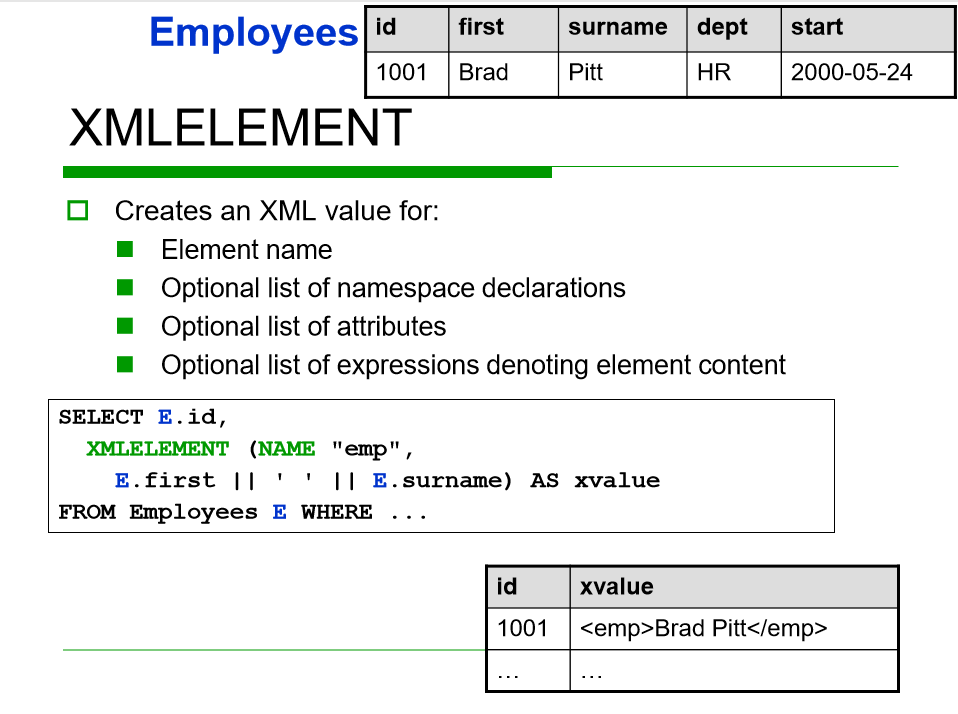 Employees
id first surname dept start
1001 Brad Pitt HR 2000-05-24
XMLELEMENT
Creates an XML value for:
Element name
Optional list of namespace declarations
Optional list of attributes
Optional list of expressions denoting element content
SELECT E.id,
XMLELEMENT (NAME "emp",
E.first || ' ' || E.surname) AS xvalue
FROM Employees E WHERE ...
id xvalue
1001 <emp>Brad Pitt</emp>
… …